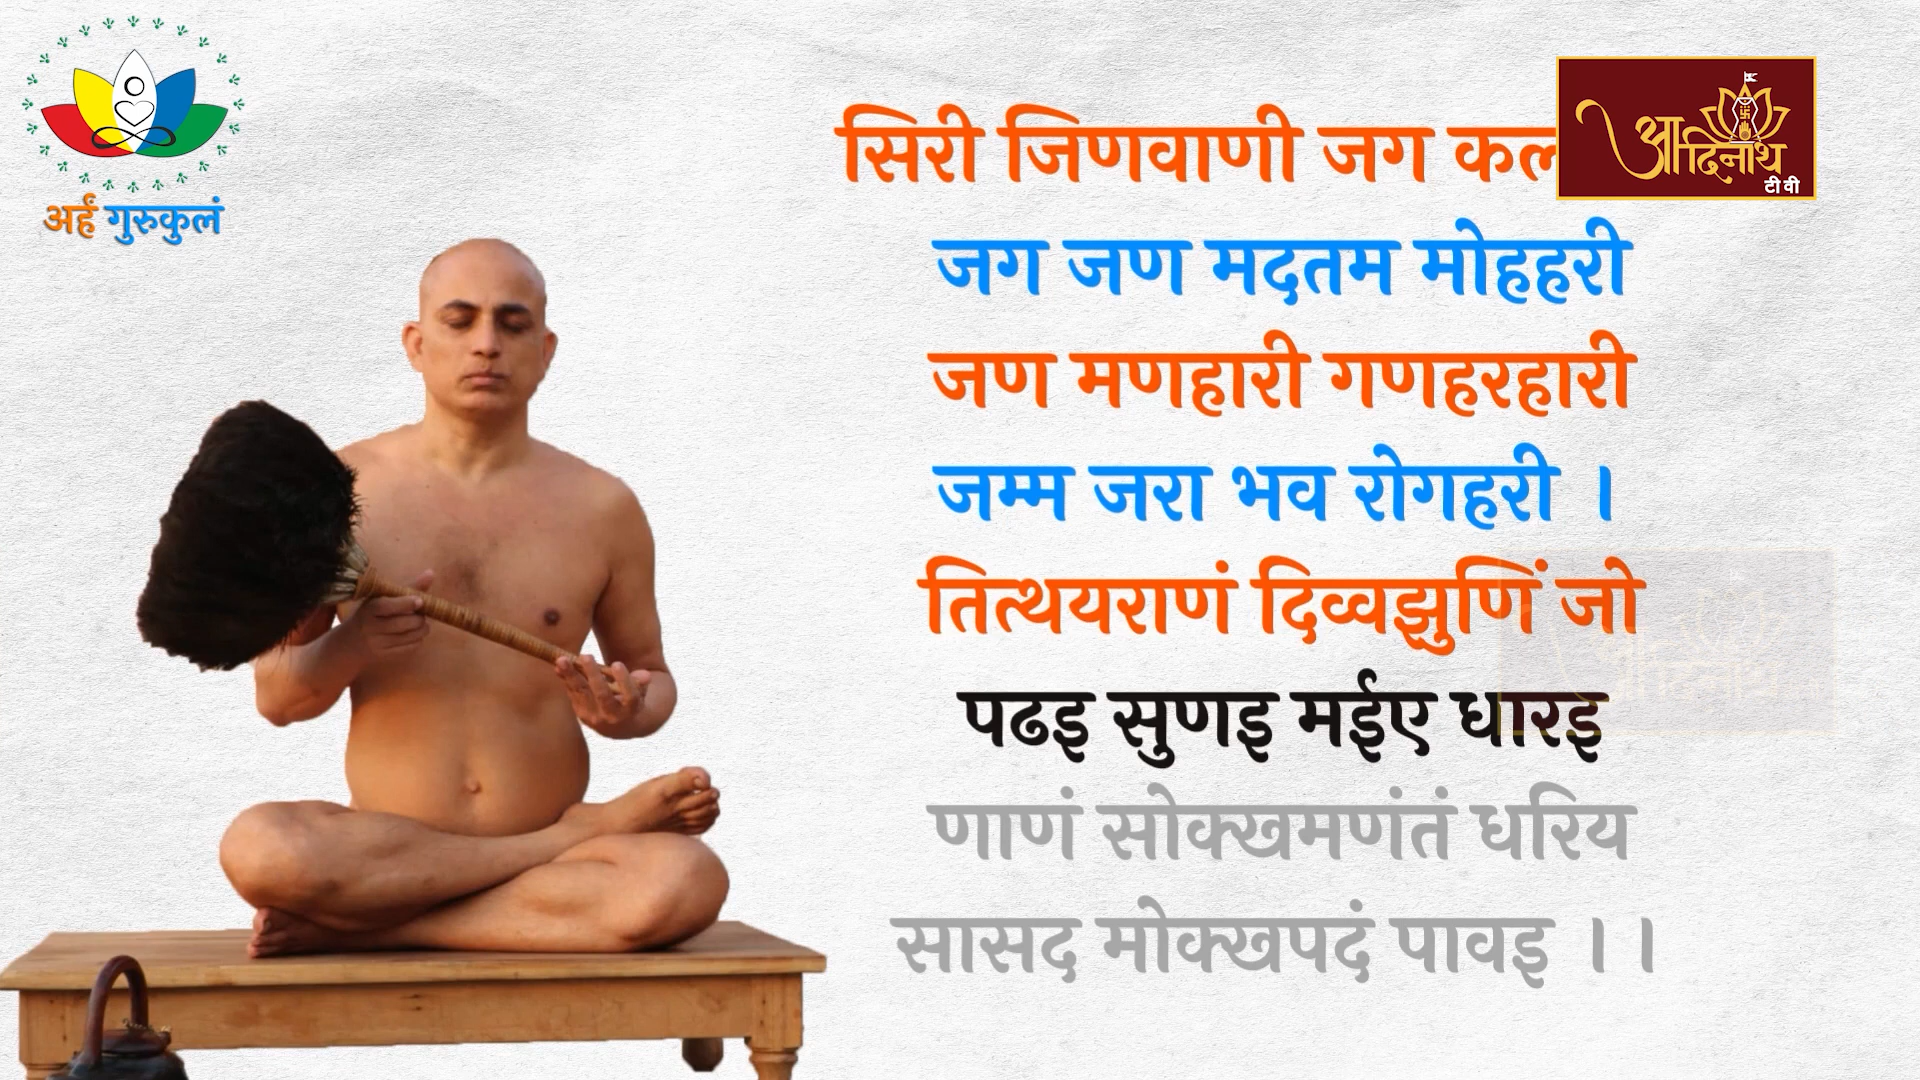 अर्हं गुरुकुलं
आदिनाथ
टी वी
सिरी जिणवाणी जग
जग जण मदतम मोहहरी
जण मणहारी गणहरहारी
जम्म जरा भव रोगहरी ।
तित्थयराणं दिव्वझुणिं जो
पढइ सुणइ मईए धारइ
णाणं सोक्खमणंतं धरिय
सासद मोक्खपदं पावइ ।।